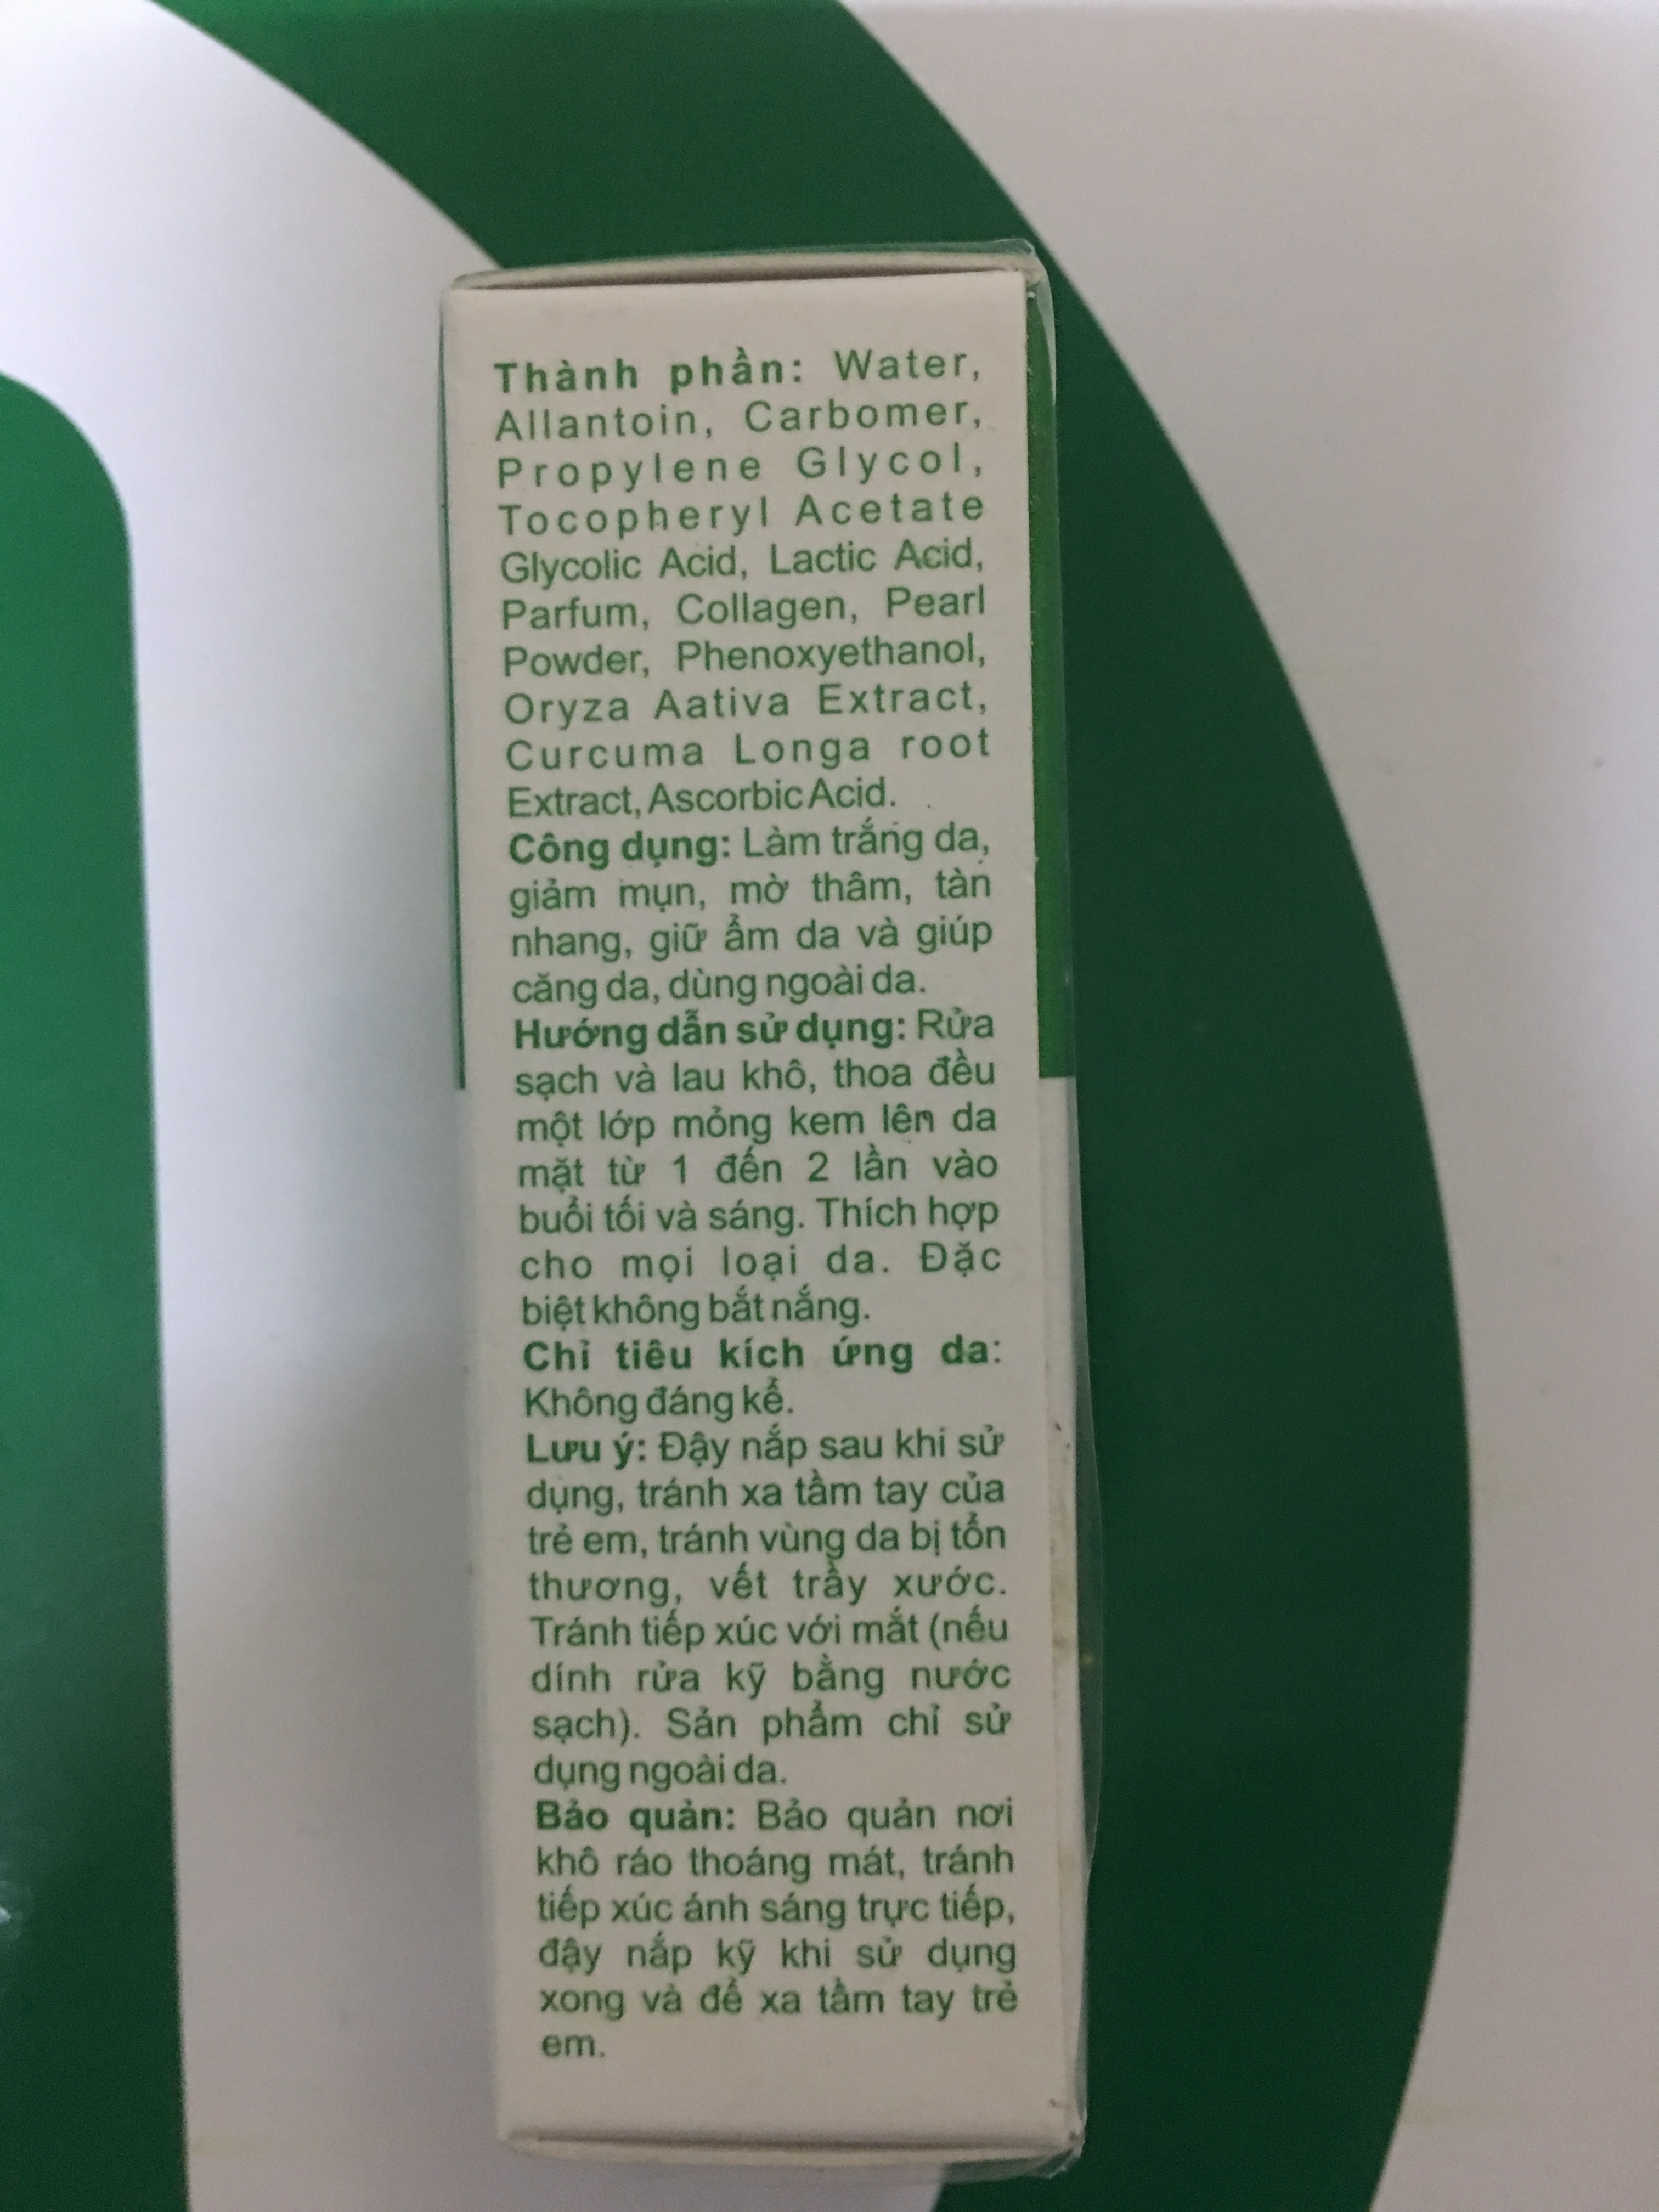 Thành phần: Water,
Allantoin, Carbomer,
Propylene Glycol,
Tocopheryl Acetate
Glycolic Acid, Lactic Acid,
Parfum, Collagen, Pearl
Powder, Phenoxyethanol,
Oryza Aativa Extract,
Curcuma Longa root
Extract, Ascorbic Acid.
Công dụng: Làm trắng da,
giảm mụn, mờ thâm, tàn
nhang, giữ ẩm da và giúp
căng da, dùng ngoài da.
Hướng dẫn sử dụng: Rửa
sạch và lau khô, thoa đều
một lớp mỏng kem lên da
mặt từ 1 đến 2 lần vào
buổi tối và sáng. Thích hợp
cho mọi loại da. Đặc
biệt không bắt nắng.
Chỉ tiêu kích ứng da:
Không đáng kể.
Lưu ý: Đậy nắp sau khi sử
dụng, tránh xa tầm tay của
trẻ em, tránh vùng da bị tổn
thương, vết trầy xước.
Tránh tiếp xúc với mắt (nếu
dính rửa kỹ bằng nước
sạch). Sản phẩm chỉ sử
dụng ngoài da.
Bảo quản: Bảo quản nơi
khô ráo thoáng mát, tránh
tiếp xúc ánh sáng trực tiếp,
đậy nắp kỹ khi sử dụng
xong và để xa tầm tay trẻ
em.